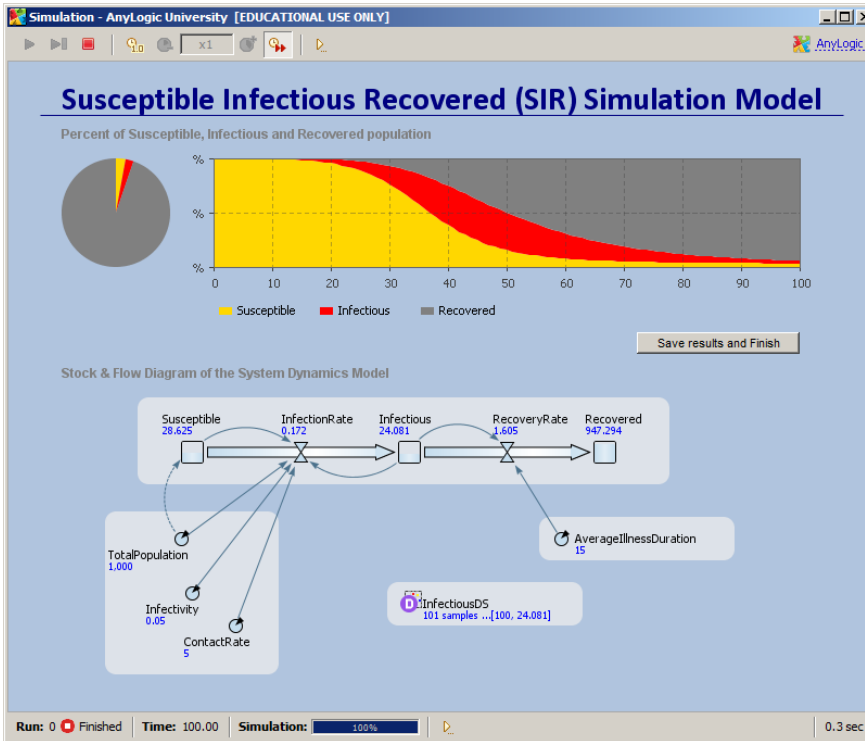 Simulation - AnyLogic University [EDUCATIONAL USE ONLY]
x1
AnyLogic
Susceptible Infectious Recovered (SIR) Simulation Model
Percent of Susceptible, Infectious and Recovered population
%
%
%
0 10 20 30 40 50 60 70 80 90 100
Susceptible Infectious Recovered
Save results and Finish
Stock & Flow Diagram of the System Dynamics Model
Susceptible
28.625
InfectionRate
0.172
Infectious
24.081
RecoveryRate
1.605
Recovered
947.294
TotalPopulation
1,000
Infectivity
0.05
ContactRate
5
AverageIllnessDuration
15
D
InfectiousDS
101 samples ...[100, 24.081]
Run: 0 Finished Time: 100.00 Simulation: 100% 0.3 sec